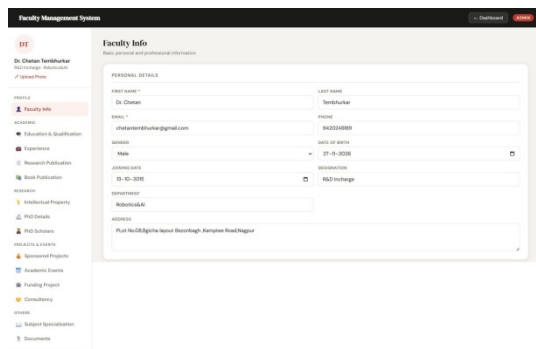 Faculty Management System
← Dashboard
ADMIN
DT
Dr. Chetan Tembhurkar
R&D Incharge · Robotics&AI
Upload Photo
PROFILE
Faculty Info
ACADEMIC
Education & Qualification
Experience
Research Publication
Book Publication
RESEARCH
Intellectual Property
PhD Details
PhD Scholars
PROJECTS & EVENTS
Sponsored Projects
Academic Events
Funding Project
Consultancy
OTHERS
Subject Specialisation
Documents
Faculty Info
Basic personal and professional information
PERSONAL DETAILS
FIRST NAME *
LAST NAME
Dr. Chetan
Tembhurkar
EMAIL *
PHONE
chetantembhurkar@gmail.com
9420249189
GENDER
DATE OF BIRTH
Male
27-11-2026
JOINING DATE
DESIGNATION
13-10-2015
R&D Incharge
DEPARTMENT
Robotics&AI
ADDRESS
PLot No.08,Bgicha layout Bezonbagh ,Kamptee Road,Nagpur